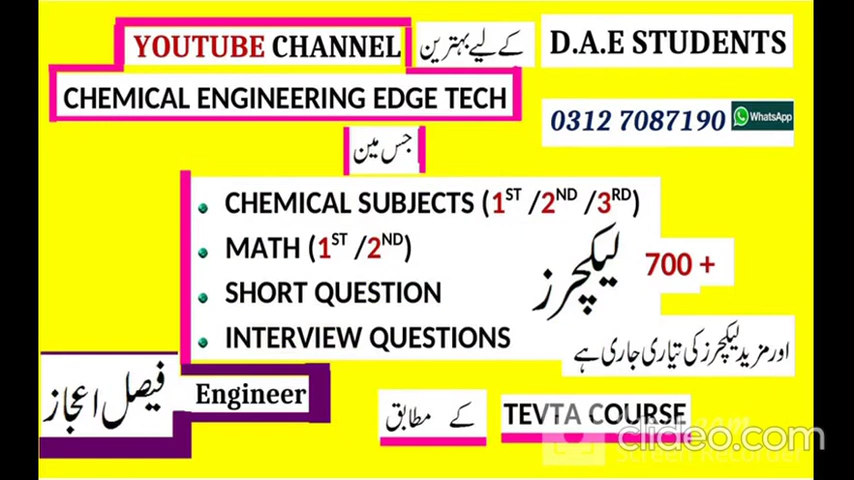 D.A.E STUDENTS کے لیے بہترین YOUTUBE CHANNEL
CHEMICAL ENGINEERING EDGE TECH
0312 7087190 WhatsApp
جس مین
CHEMICAL SUBJECTS (1ST /2ND /3RD)
MATH (1ST /2ND)
SHORT QUESTION
INTERVIEW QUESTIONS
700 + لیکچرز
اور مزید لیکچرز کی تیاری جاری ہے
Engineer فیصل اعجاز
TEVTA COURSE کے مطابق
clideo.com